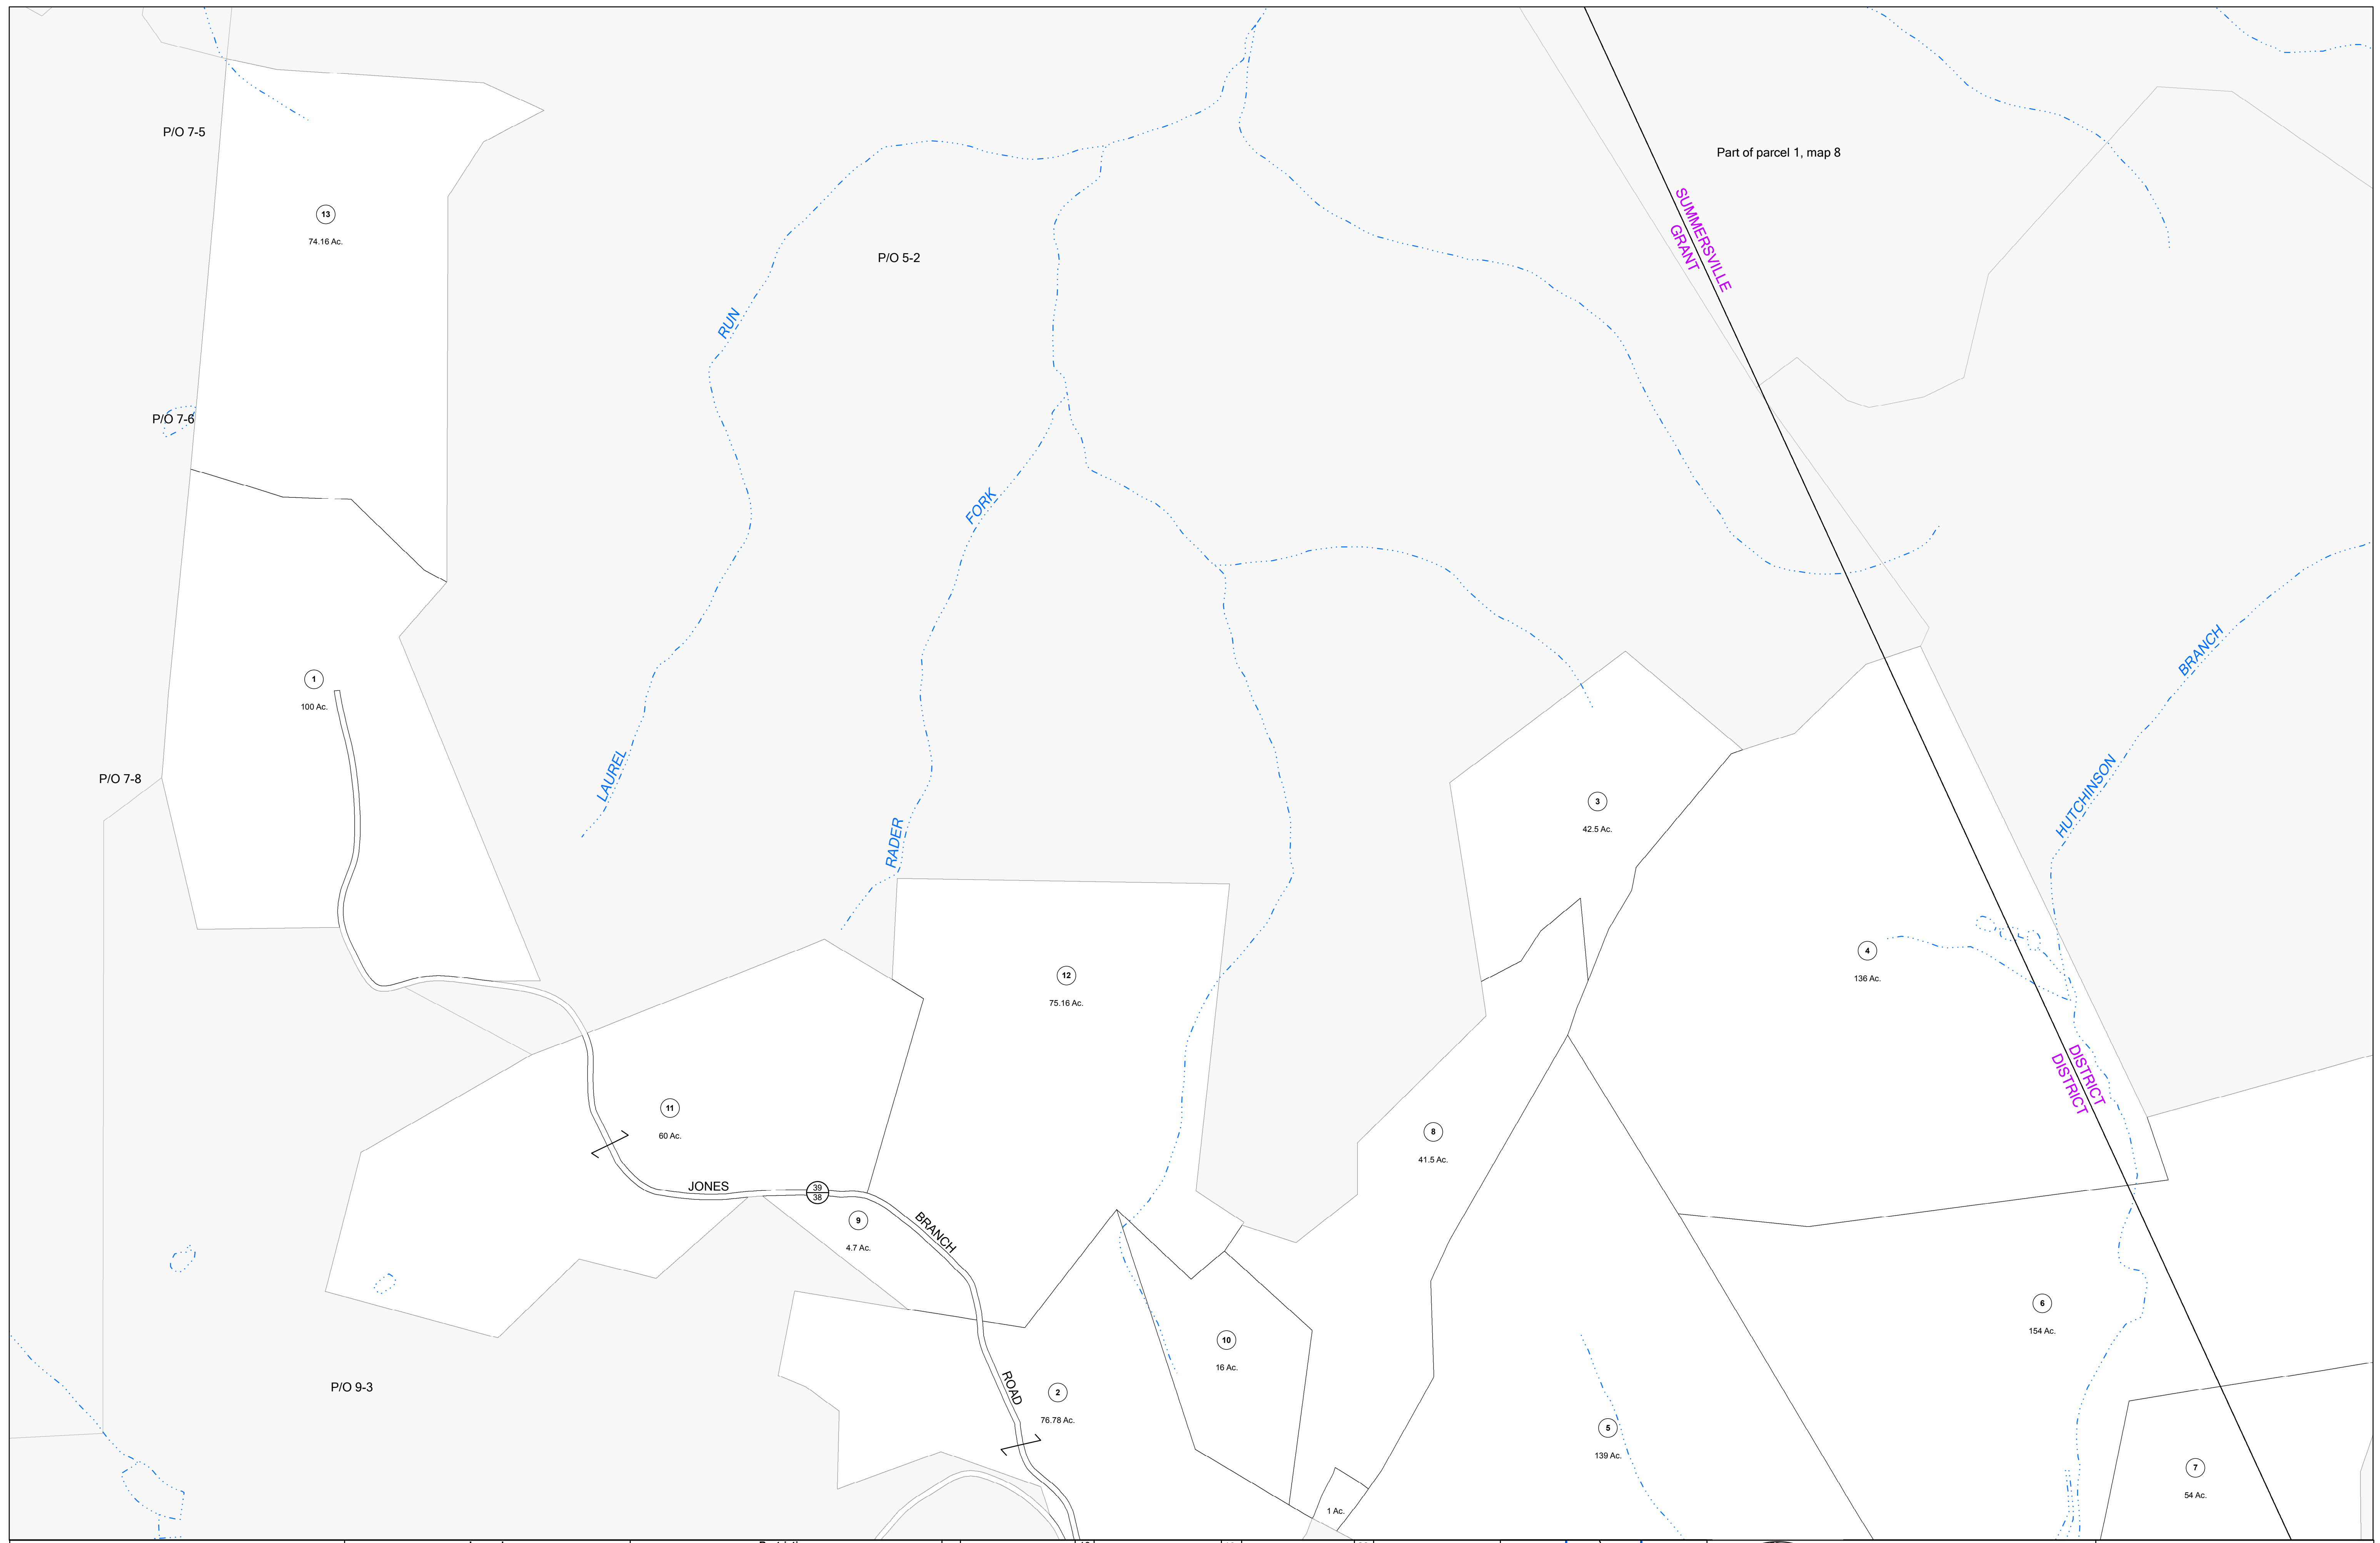 P/O 7-5
Part of parcel 1, map 8
13
74.16 Ac.
SUMMERSVILLE
GRANT
P/O 5-2
RUN
P/O 7-6
FORK
BRANCH
1
100 Ac.
P/O 7-8
LAUREL
HUTCHINSON
3
42.5 Ac.
RADER
4
136 Ac.
12
75.16 Ac.
DISTRICT
DISTRICT
11
60 Ac.
8
41.5 Ac.
JONES
39
38
9
4.7 Ac.
BRANCH
6
154 Ac.
10
16 Ac.
P/O 9-3
ROAD
2
76.78 Ac.
5
139 Ac.
7
54 Ac.
1 Ac.